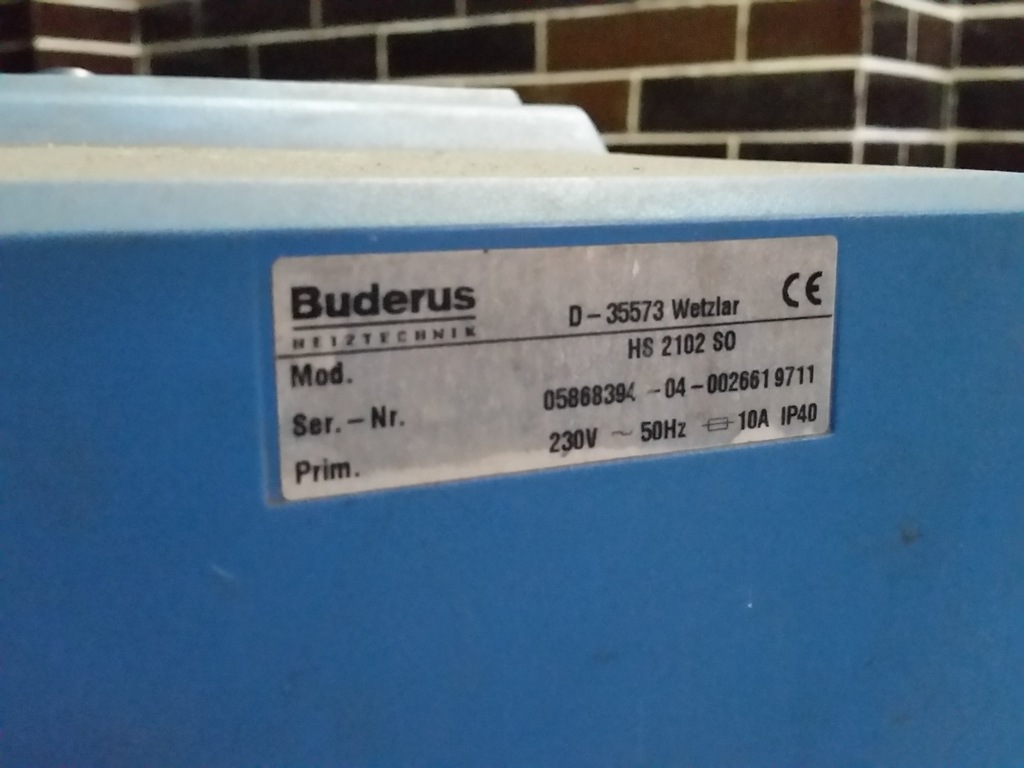 Buderus
HEIZTECHNIK
D-35573 Wetzlar CE
Mod. HS 2102 SO
Ser.-Nr. 05868394 -04-0026619711
Prim. 230V ~ 50Hz 10A IP40